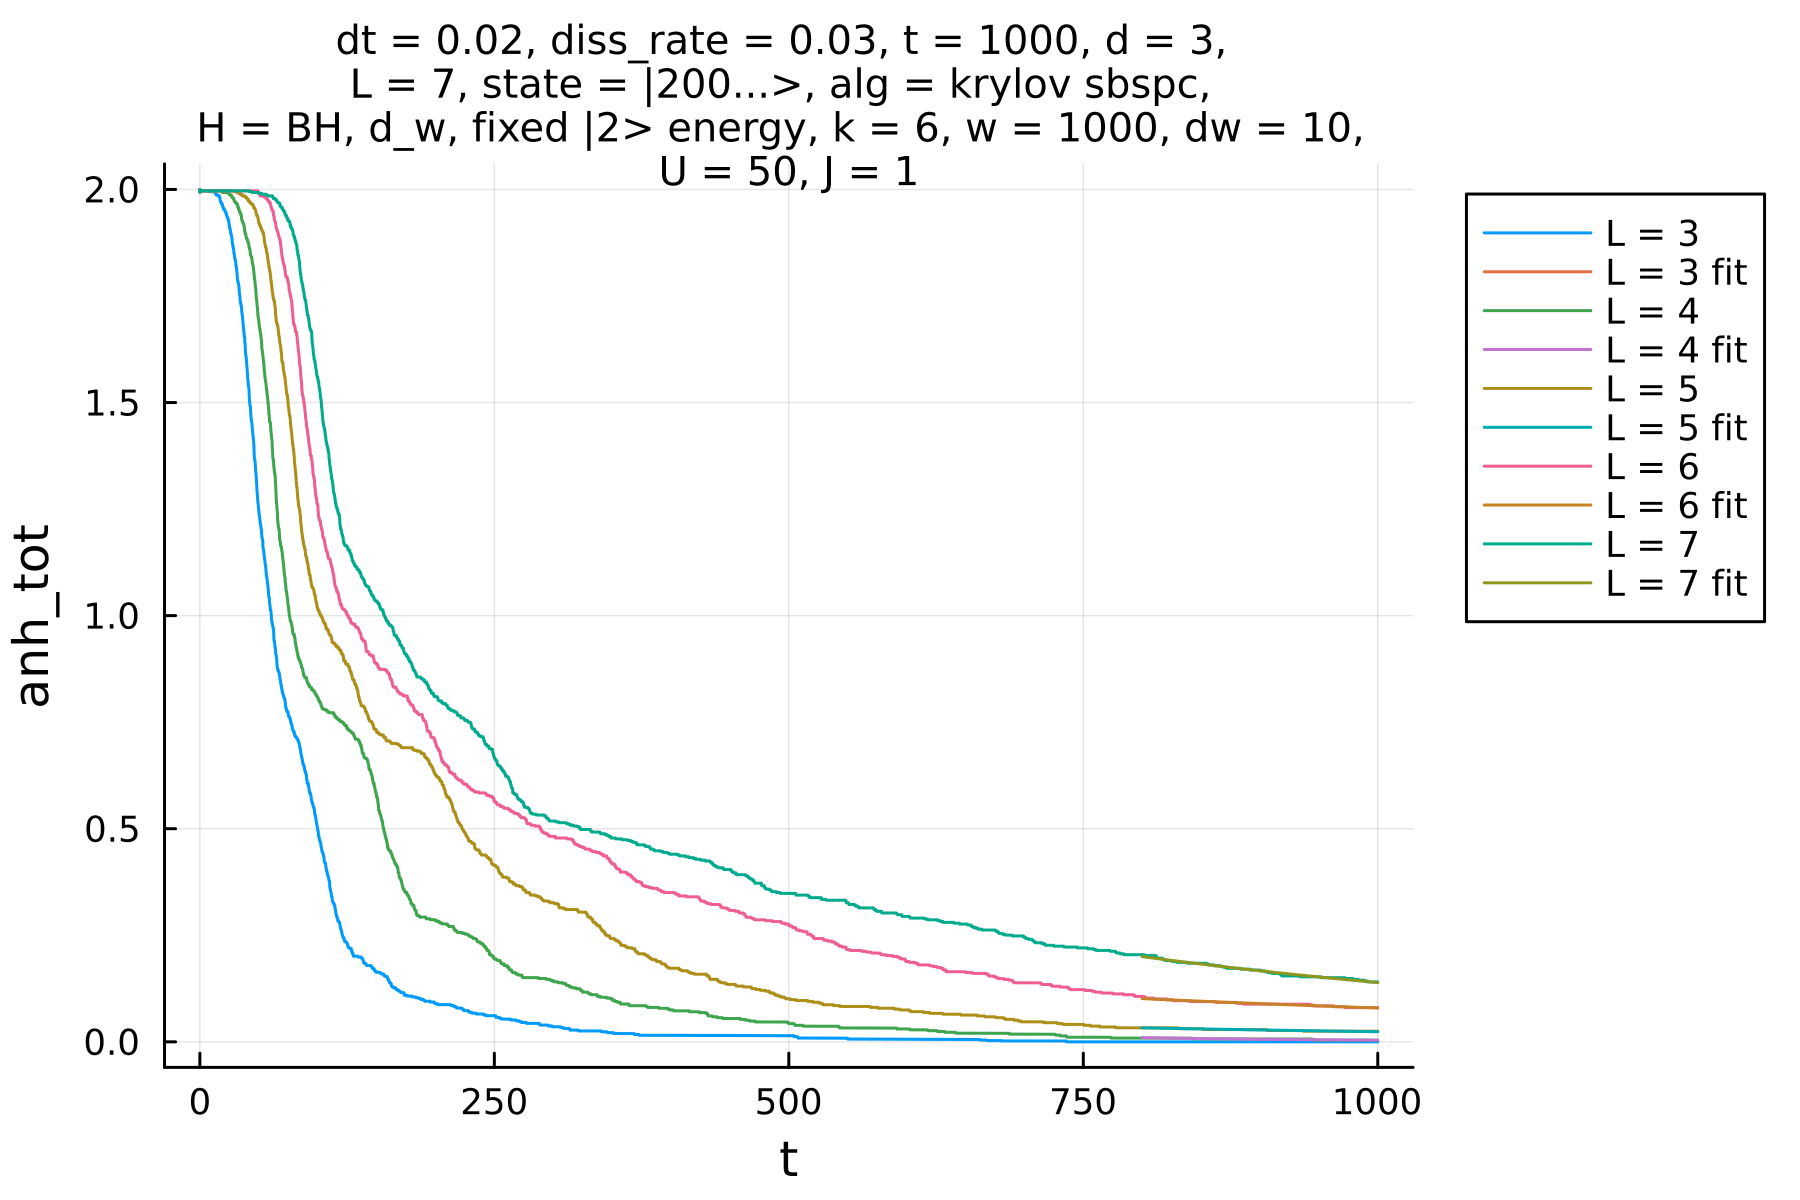 dt = 0.02, diss_rate = 0.03, t = 1000, d = 3,
L = 7, state = |200...>, alg = krylov sbspc,
H = BH, d_w, fixed |2> energy, k = 6, w = 1000, dw = 10,
U = 50, J = 1
anh_tot
2.0
1.5
1.0
0.5
0.0
0 250 500 750 1000
t
L = 3
L = 3 fit
L = 4
L = 4 fit
L = 5
L = 5 fit
L = 6
L = 6 fit
L = 7
L = 7 fit